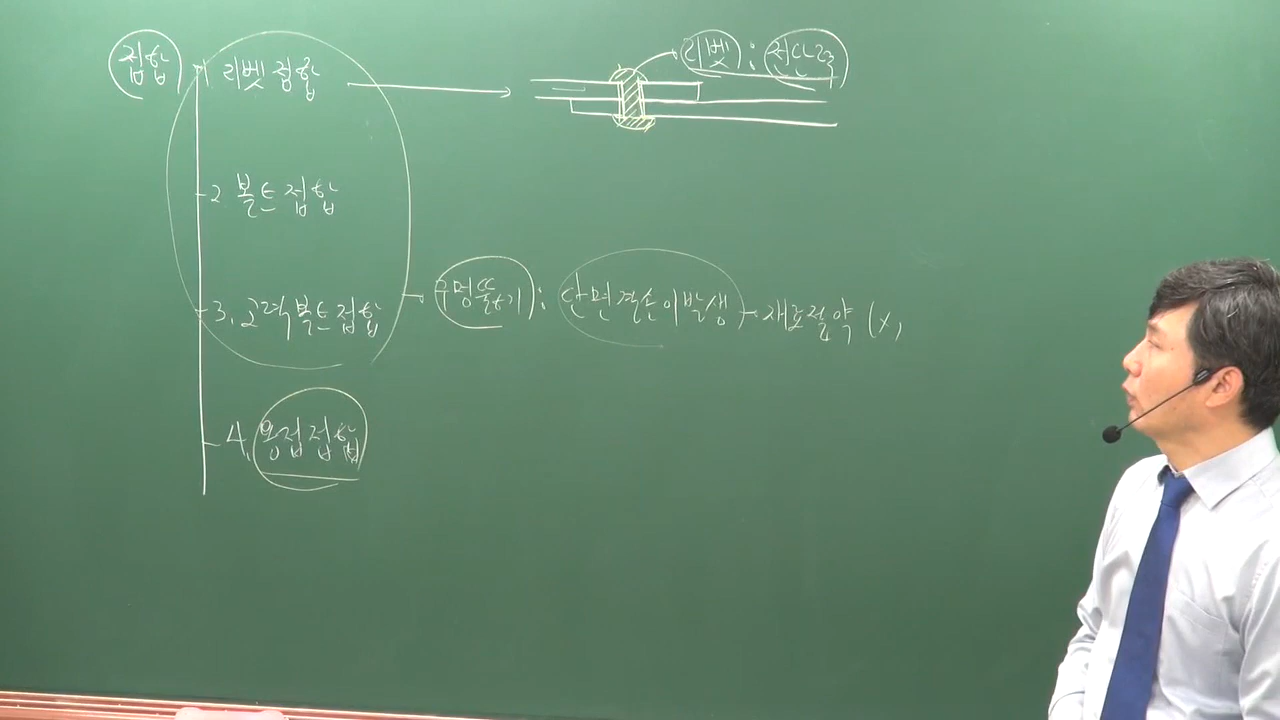 접합
1 리벳접합
리벳 : 전단력
2 볼트접합
3, 고력볼트접합
구멍뚫기 : 단면결손이발생 - 재료절약 (x,
4, 용접접합